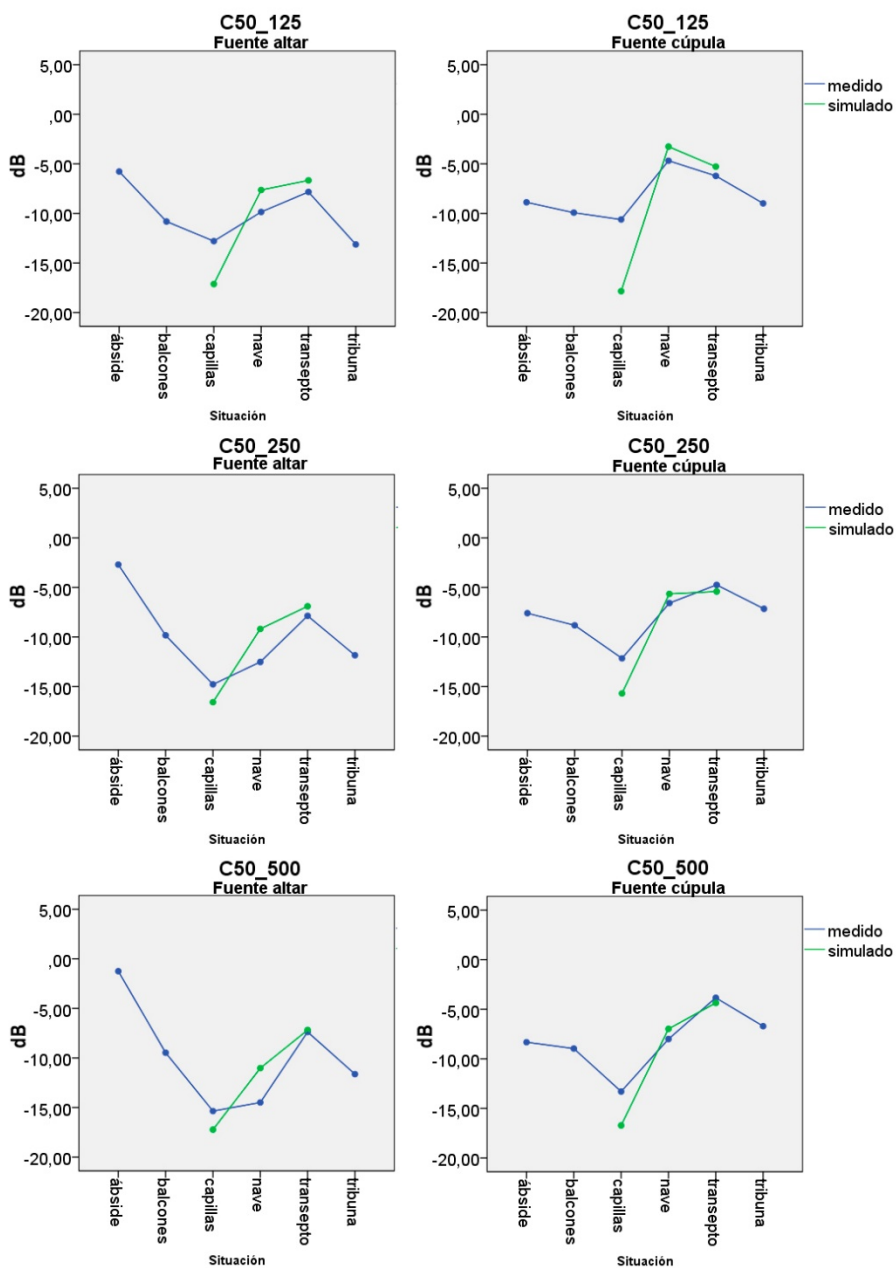 C50_125
Fuente altar
5,00
,00
-5,00
-10,00
-15,00
-20,00
dB
ábside
balcones
capillas
nave
transepto
tribuna
Situación
C50_125
Fuente cúpula
5,00
,00
-5,00
-10,00
-15,00
-20,00
dB
ábside
balcones
capillas
nave
transepto
tribuna
Situación
medido
simulado
C50_250
Fuente altar
5,00
,00
-5,00
-10,00
-15,00
-20,00
dB
ábside
balcones
capillas
nave
transepto
tribuna
Situación
C50_250
Fuente cúpula
5,00
,00
-5,00
-10,00
-15,00
-20,00
dB
ábside
balcones
capillas
nave
transepto
tribuna
Situación
medido
simulado
C50_500
Fuente altar
5,00
,00
-5,00
-10,00
-15,00
-20,00
dB
ábside
balcones
capillas
nave
transepto
tribuna
Situación
C50_500
Fuente cúpula
5,00
,00
-5,00
-10,00
-15,00
-20,00
dB
ábside
balcones
capillas
nave
transepto
tribuna
Situación
medido
simulado